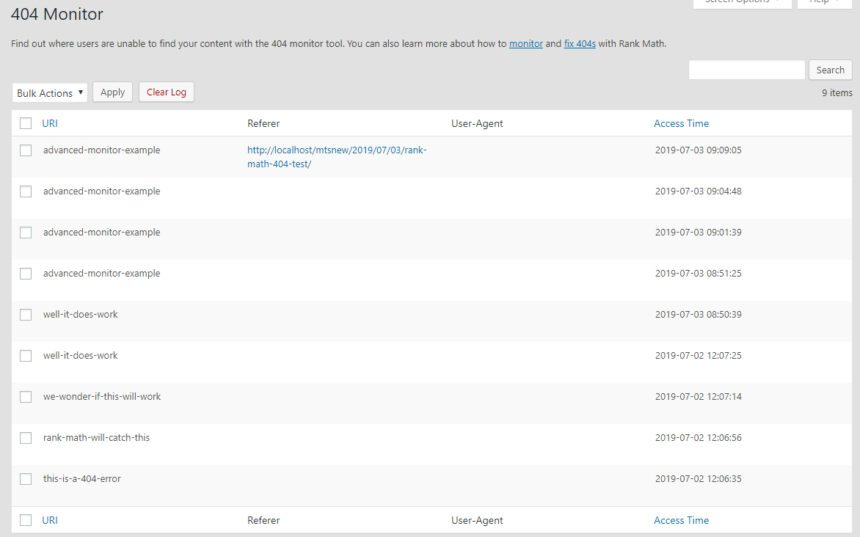 Screen Options ▼ Help ▼
404 Monitor
Find out where users are unable to find your content with the 404 monitor tool. You can also learn more about how to monitor and fix 404s with Rank Math.
Search
Bulk Actions ▼ Apply Clear Log 9 items
URI Referer User-Agent Access Time
advanced-monitor-example http://localhost/mtsnew/2019/07/03/rank- 2019-07-03 09:09:05
math-404-test/
advanced-monitor-example 2019-07-03 09:04:48
advanced-monitor-example 2019-07-03 09:01:39
advanced-monitor-example 2019-07-03 08:51:25
well-it-does-work 2019-07-03 08:50:39
well-it-does-work 2019-07-02 12:07:25
we-wonder-if-this-will-work 2019-07-02 12:07:14
rank-math-will-catch-this 2019-07-02 12:06:56
this-is-a-404-error 2019-07-02 12:06:35
URI Referer User-Agent Access Time